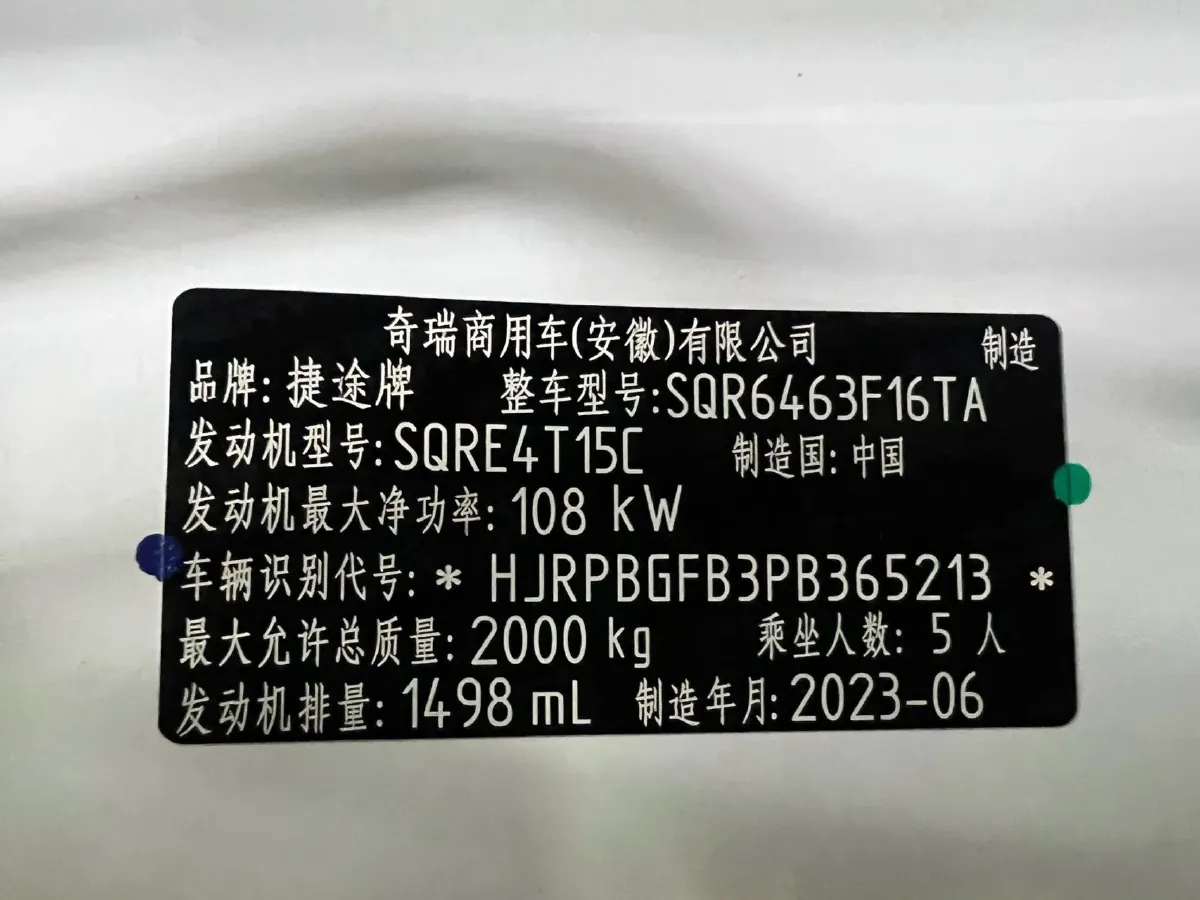 奇瑞商用车(安徽)有限公司 制造
品牌: 捷途牌 整车型号:SQR6463F16TA
发动机型号:SQRE4T15C 制造国:中国
发动机最大净功率: 108 kW
车辆识别代号: * HJRPBGFB3PB365213 *
最大允许总质量: 2000 kg 乘坐人数: 5 人
发动机排量: 1498 mL 制造年月: 2023-06